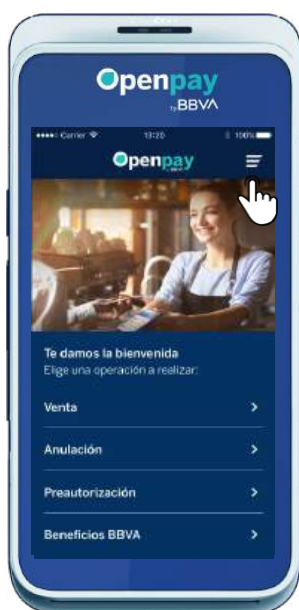 Openpay
by BBVA
Carrier 13:20 100%
Openpay
Te damos la bienvenida
Elige una operación a realizar:
Venta
Anulación
Preautorización
Beneficios BBVA